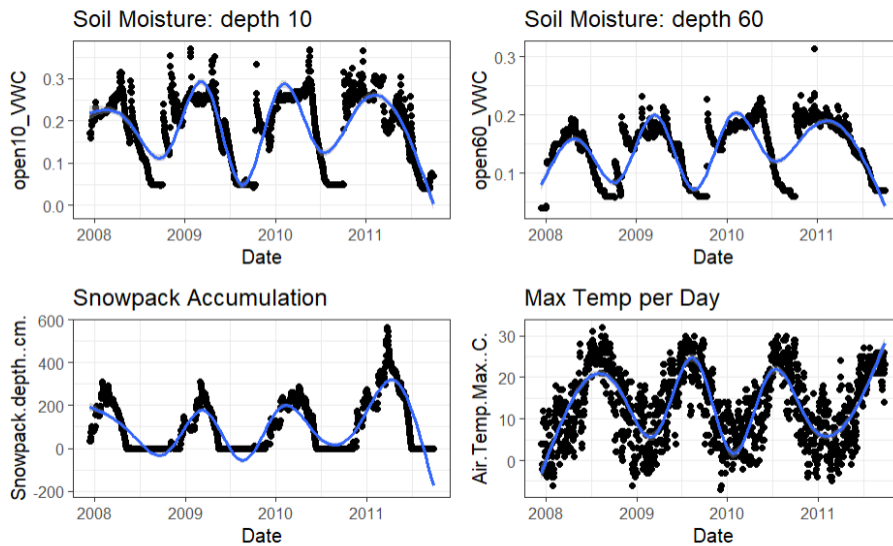 Soil Moisture: depth 10
open10_VWC
0.3
0.2
0.1
0.0
2008 2009 2010 2011
Date
Soil Moisture: depth 60
open60_VWC
0.3
0.2
0.1
2008 2009 2010 2011
Date
Snowpack Accumulation
Snowpack.depth..cm.
600
400
200
0
-200
2008 2009 2010 2011
Date
Max Temp per Day
Air.Temp.Max..C.
30
20
10
0
2008 2009 2010 2011
Date